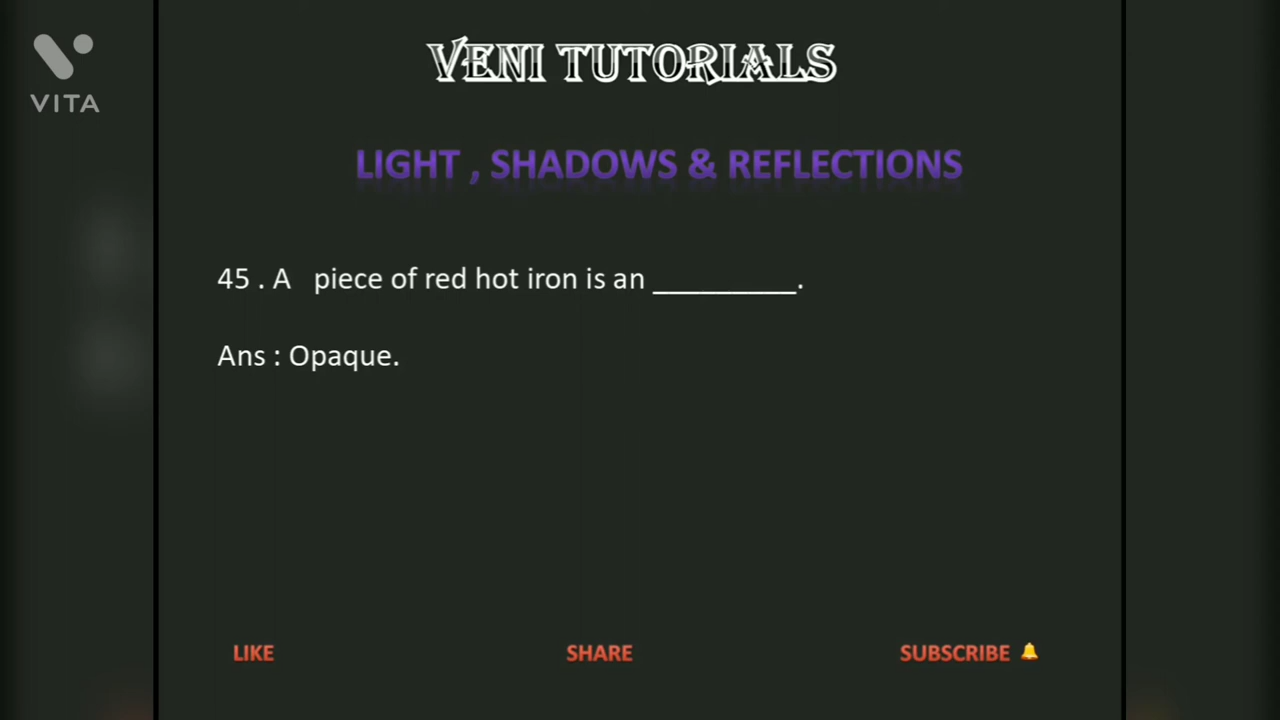 VITA
VENI TUTORIALS
LIGHT , SHADOWS & REFLECTIONS
45 . A piece of red hot iron is an _________.
Ans : Opaque.
LIKE SHARE SUBSCRIBE 🔔